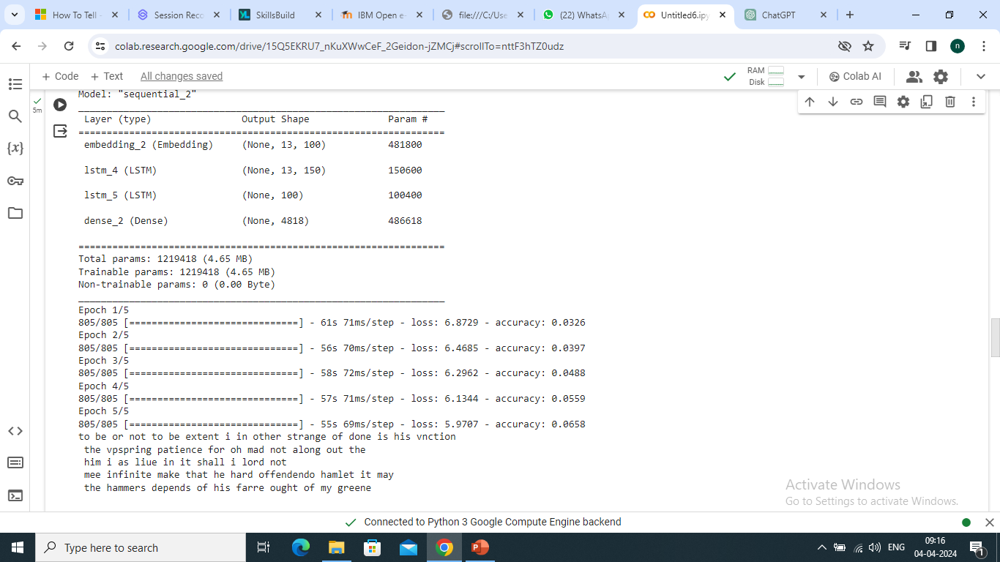 How To Tell
Session Reco
SkillsBuild
IBM Open e
file:///C:/Use
(22) WhatsA
Untitled6.ipy
ChatGPT
colab.research.google.com/drive/15Q5EKRU7_nKuXWwCeF_2Geidon-jZMCj#scrollTo=nttF3hTZ0udz
n
+ Code + Text All changes saved
RAM
Disk
Colab AI
5m
Model: "sequential_2"
Layer (type) Output Shape Param #
=================================================================
embedding_2 (Embedding) (None, 13, 100) 481800
lstm_4 (LSTM) (None, 13, 150) 150600
lstm_5 (LSTM) (None, 100) 100400
dense_2 (Dense) (None, 4818) 486618
=================================================================
Total params: 1219418 (4.65 MB)
Trainable params: 1219418 (4.65 MB)
Non-trainable params: 0 (0.00 Byte)
Epoch 1/5
805/805 [==============================] - 61s 71ms/step - loss: 6.8729 - accuracy: 0.0326
Epoch 2/5
805/805 [==============================] - 56s 70ms/step - loss: 6.4685 - accuracy: 0.0397
Epoch 3/5
805/805 [==============================] - 58s 72ms/step - loss: 6.2962 - accuracy: 0.0488
Epoch 4/5
805/805 [==============================] - 57s 71ms/step - loss: 6.1344 - accuracy: 0.0559
Epoch 5/5
805/805 [==============================] - 55s 69ms/step - loss: 5.9707 - accuracy: 0.0658
to be or not to be extent i in other strange of done is his vnction
the vpspring patience for oh mad not along out the
him i as liue in it shall i lord not
mee infinite make that he hard offendendo hamlet it may
the hammers depends of his farre ought of my greene
Activate Windows
Go to Settings to activate Windows.
Connected to Python 3 Google Compute Engine backend
Type here to search
ENG
09:16
04-04-2024
1